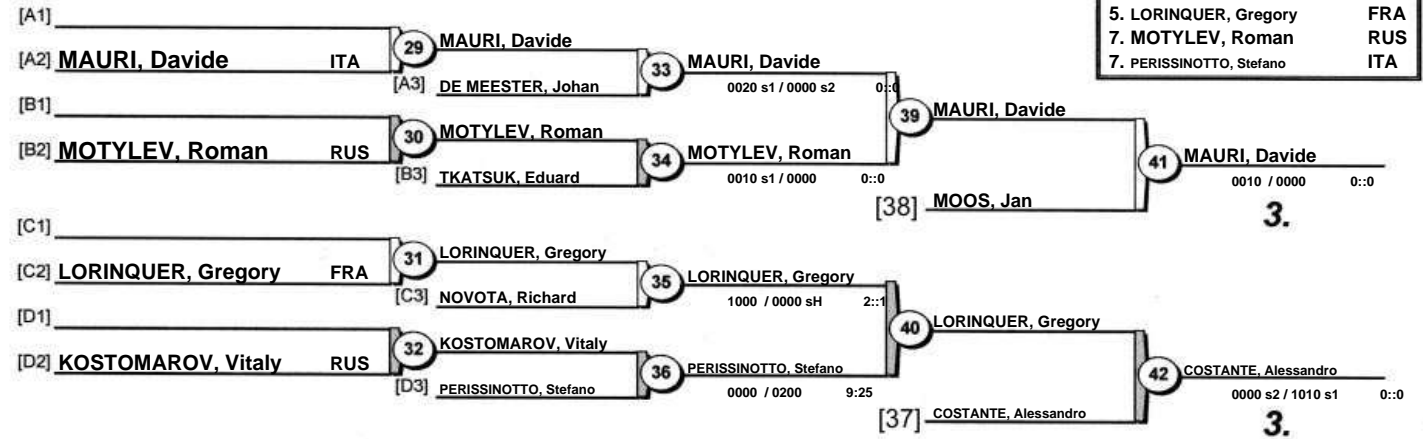 [A1]
[A2] MAURI, Davide ITA
29
MAURI, Davide
[A3] DE MEESTER, Johan
33
MAURI, Davide
0020 s1 / 0000 s2 0::0
[B1]
[B2] MOTYLEV, Roman RUS
30
MOTYLEV, Roman
[B3] TKATSUK, Eduard
34
MOTYLEV, Roman
0010 s1 / 0000 0::0
39
MAURI, Davide
[38] MOOS, Jan
41
MAURI, Davide
0010 / 0000 0::0
3.
[C1]
[C2] LORINQUER, Gregory FRA
31
LORINQUER, Gregory
[C3] NOVOTA, Richard
35
LORINQUER, Gregory
1000 / 0000 sH 2::1
[D1]
[D2] KOSTOMAROV, Vitaly RUS
32
KOSTOMAROV, Vitaly
[D3] PERISSINOTTO, Stefano
36
PERISSINOTTO, Stefano
0000 / 0200 9:25
40
LORINQUER, Gregory
[37] COSTANTE, Alessandro
42
COSTANTE, Alessandro
0000 s2 / 1010 s1 0::0
3.
5. LORINQUER, Gregory FRA
7. MOTYLEV, Roman RUS
7. PERISSINOTTO, Stefano ITA